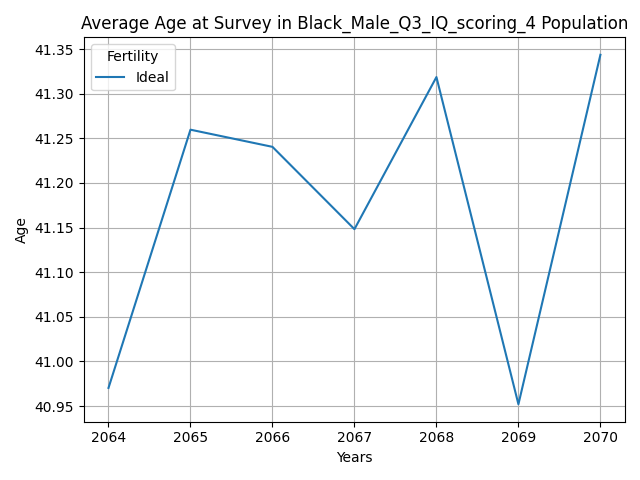 Average Age at Survey in Black_Male_Q3_IQ_scoring_4 Population
Fertility
Ideal
Age
41.35
41.30
41.25
41.20
41.15
41.10
41.05
41.00
40.95
2064 2065 2066 2067 2068 2069 2070
Years